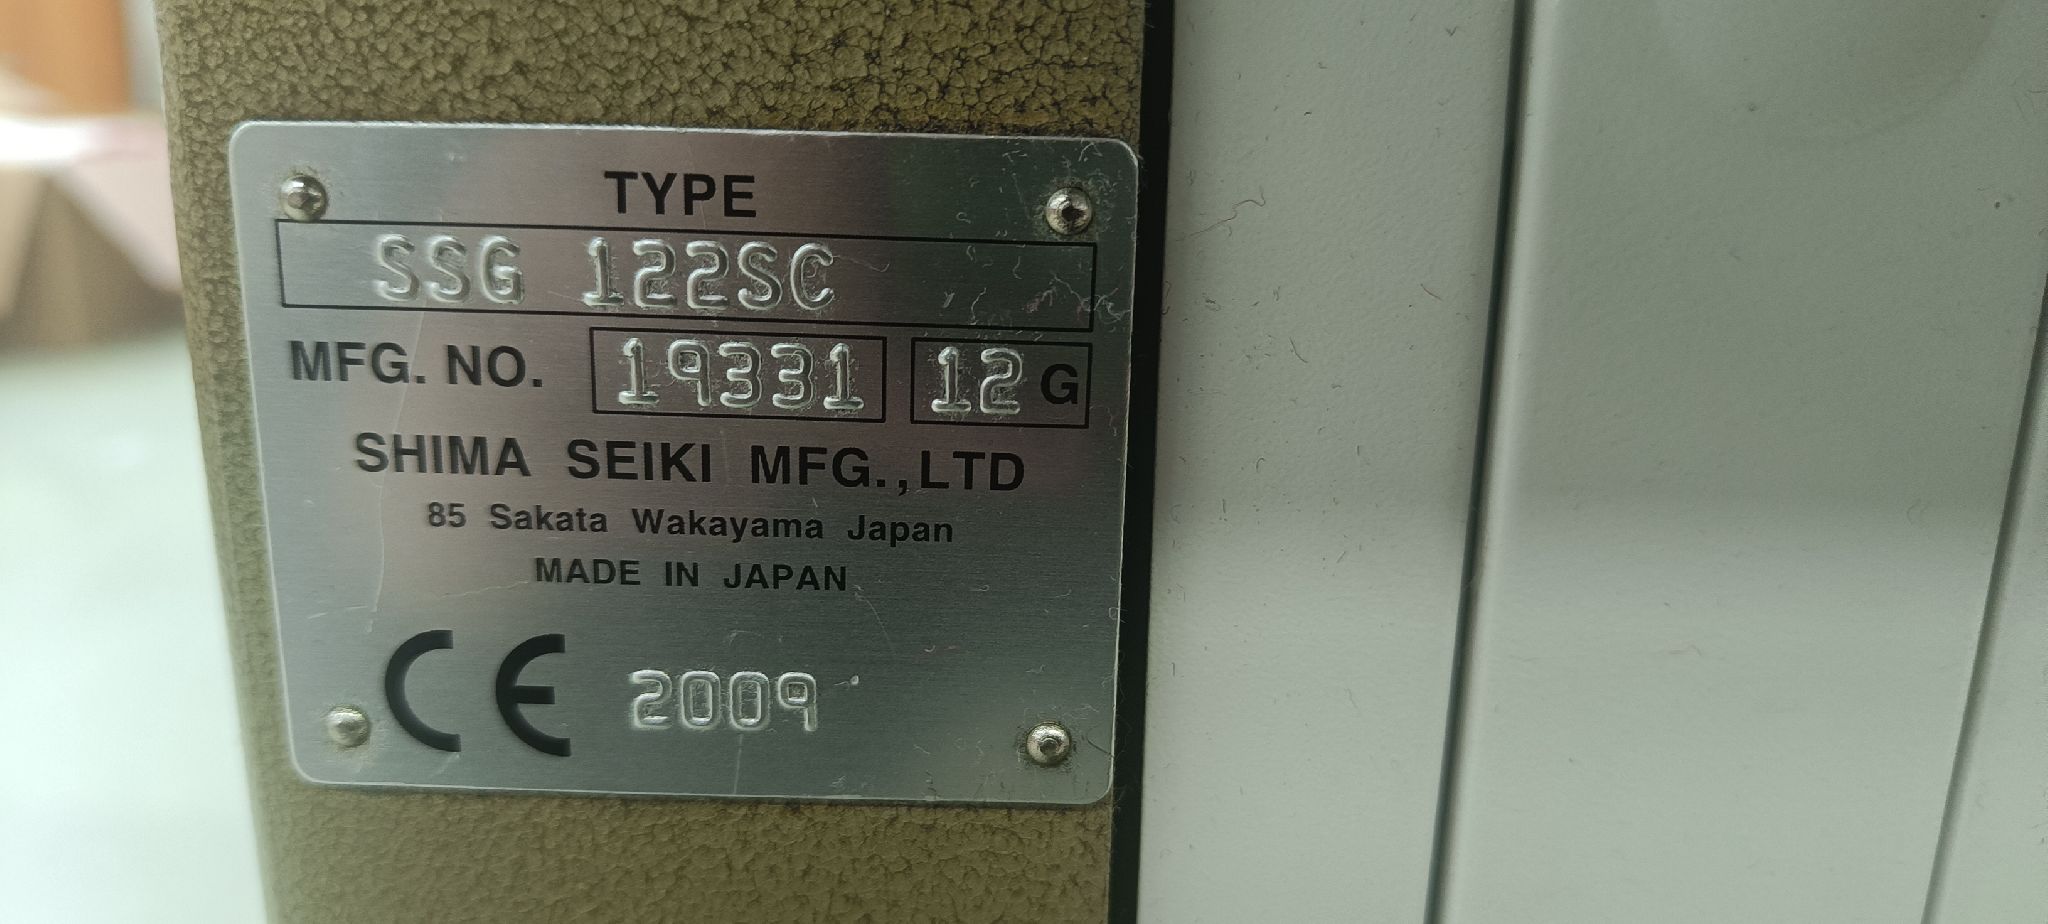 TYPE
SSG 122SC
MFG. NO. 19331 12 G
SHIMA SEIKI MFG.,LTD
85 Sakata Wakayama Japan
MADE IN JAPAN
CE 2009